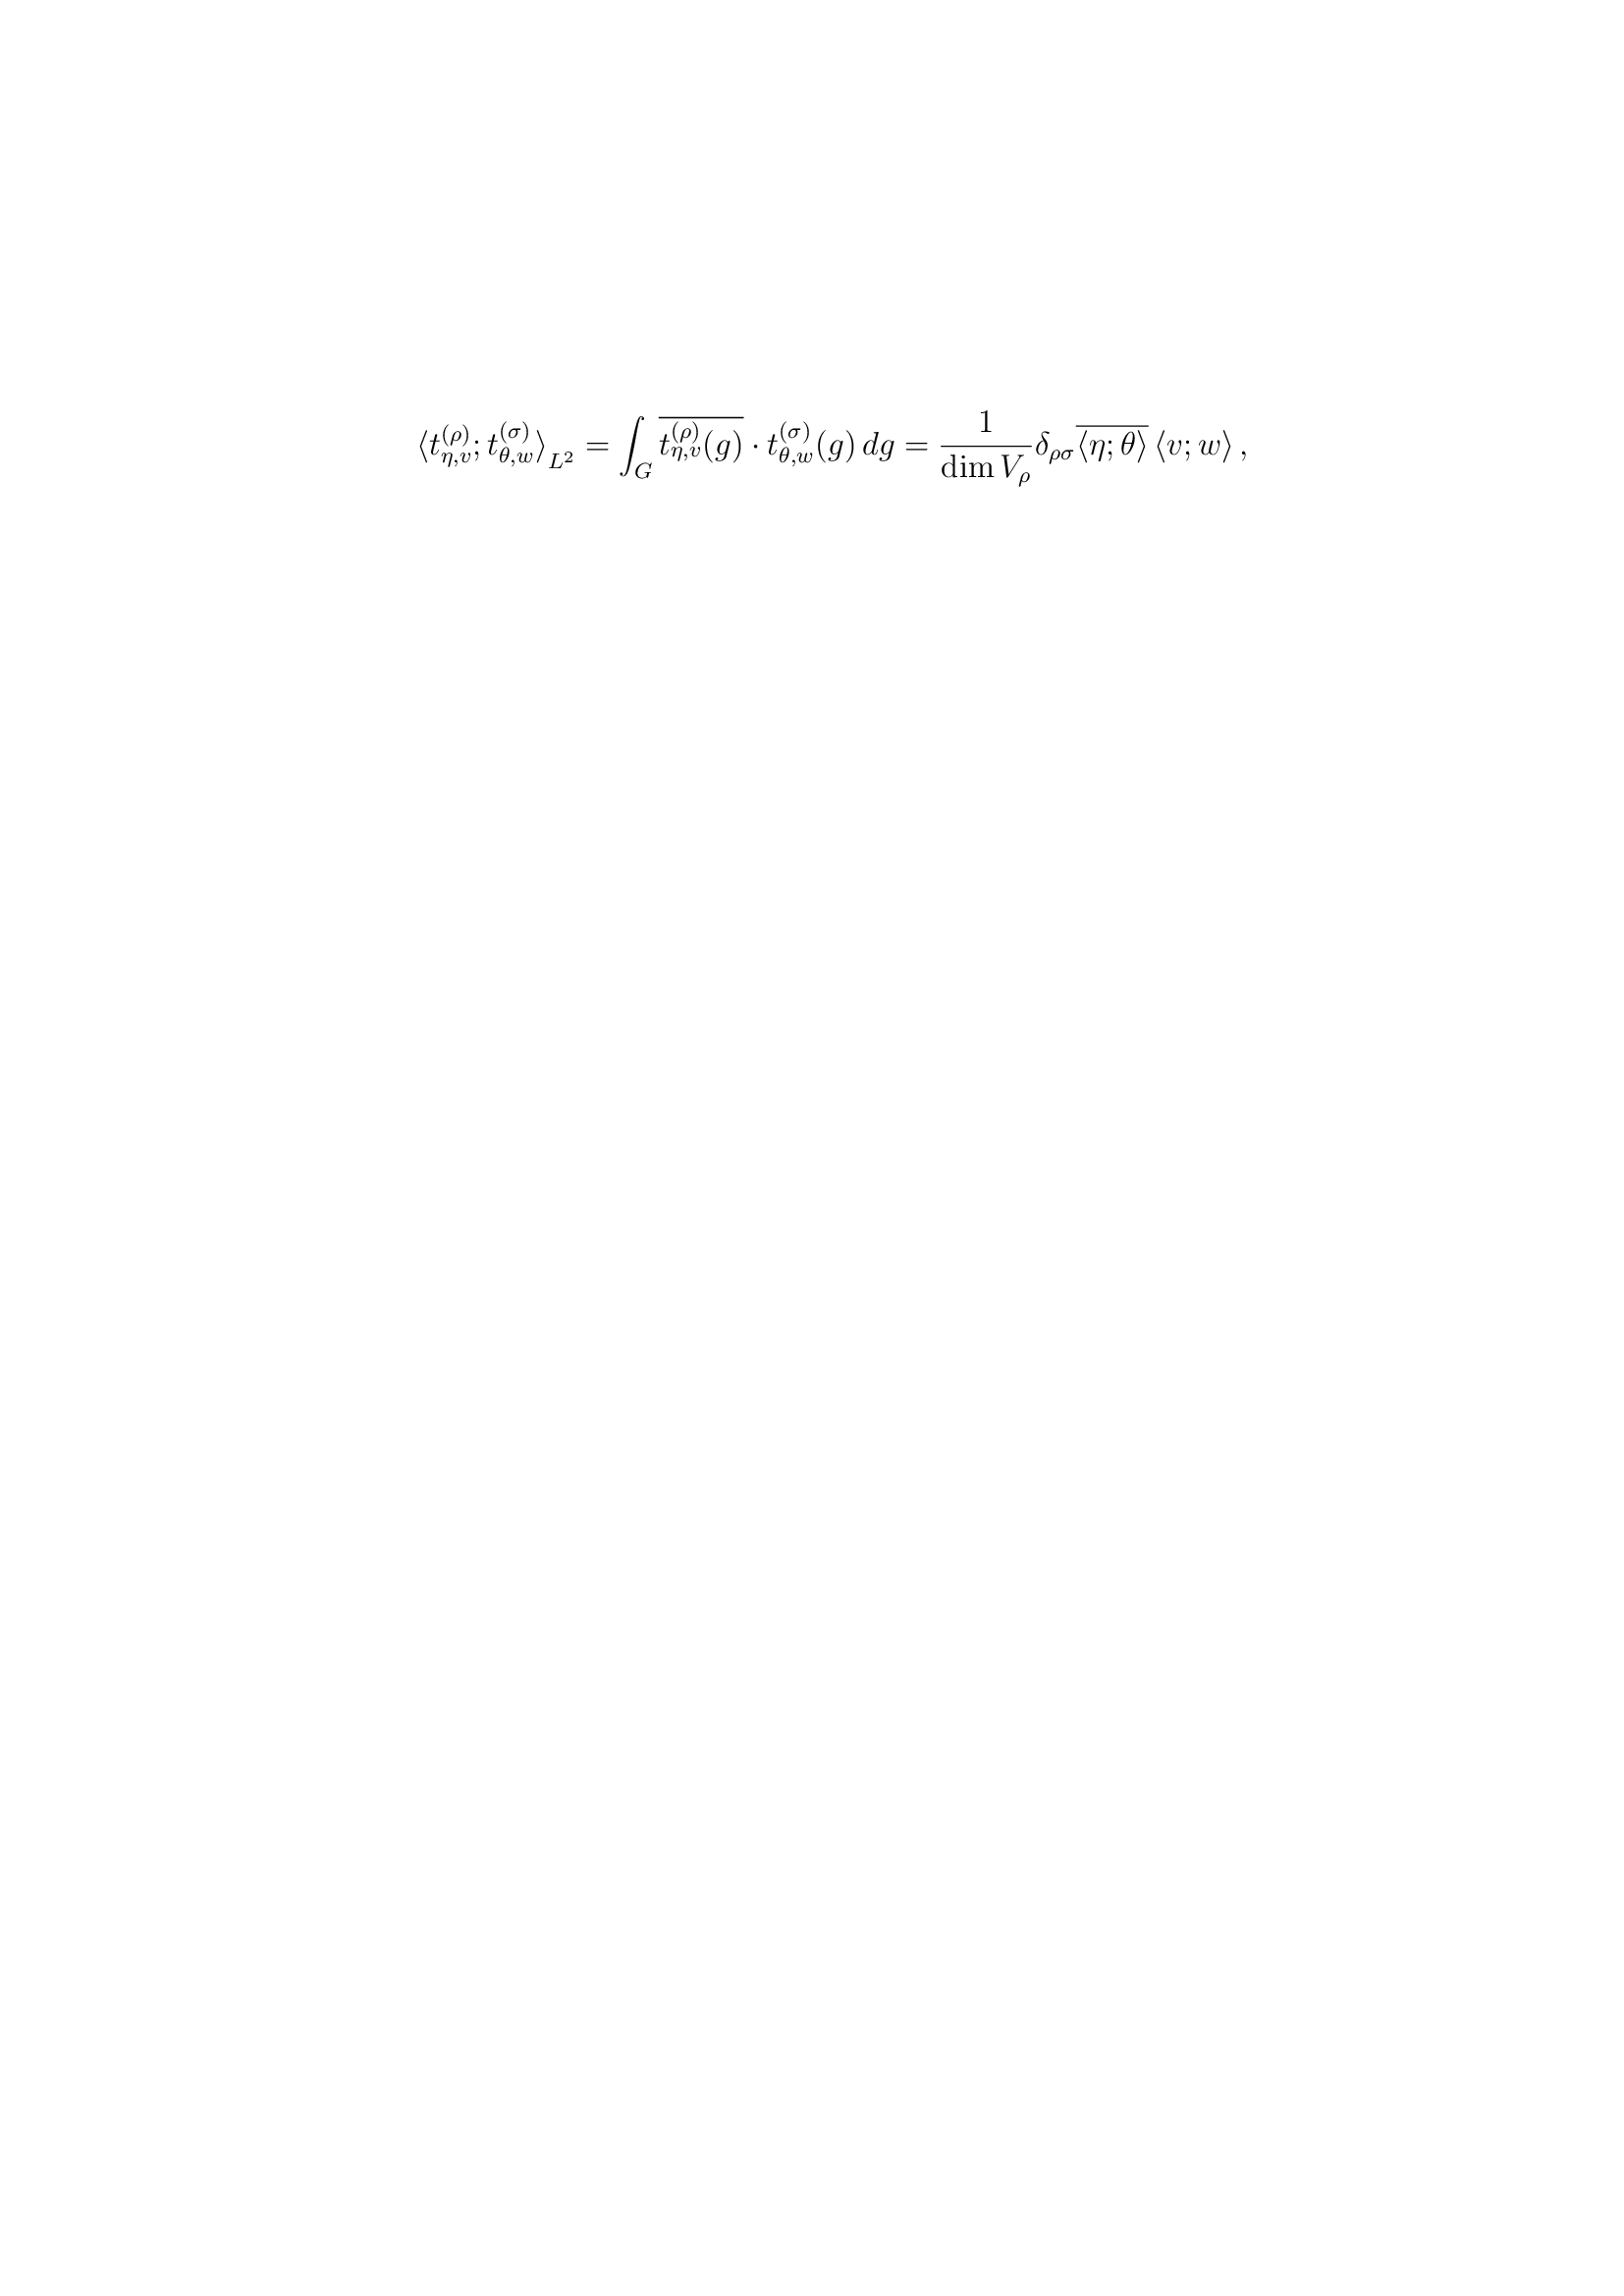 $$\langle t^{(\rho)}_{\eta,v}; t^{(\sigma)}_{\theta,w} \rangle_{L^2} = \int_G \overline{t^{(\rho)}_{\eta,v}(g)} \cdot t^{(\sigma)}_{\theta,w}(g)\, dg = \frac{1}{\dim V_\rho} \delta_{\rho\sigma} \overline{\langle \eta; \theta \rangle} \, \langle v; w \rangle \,,$$